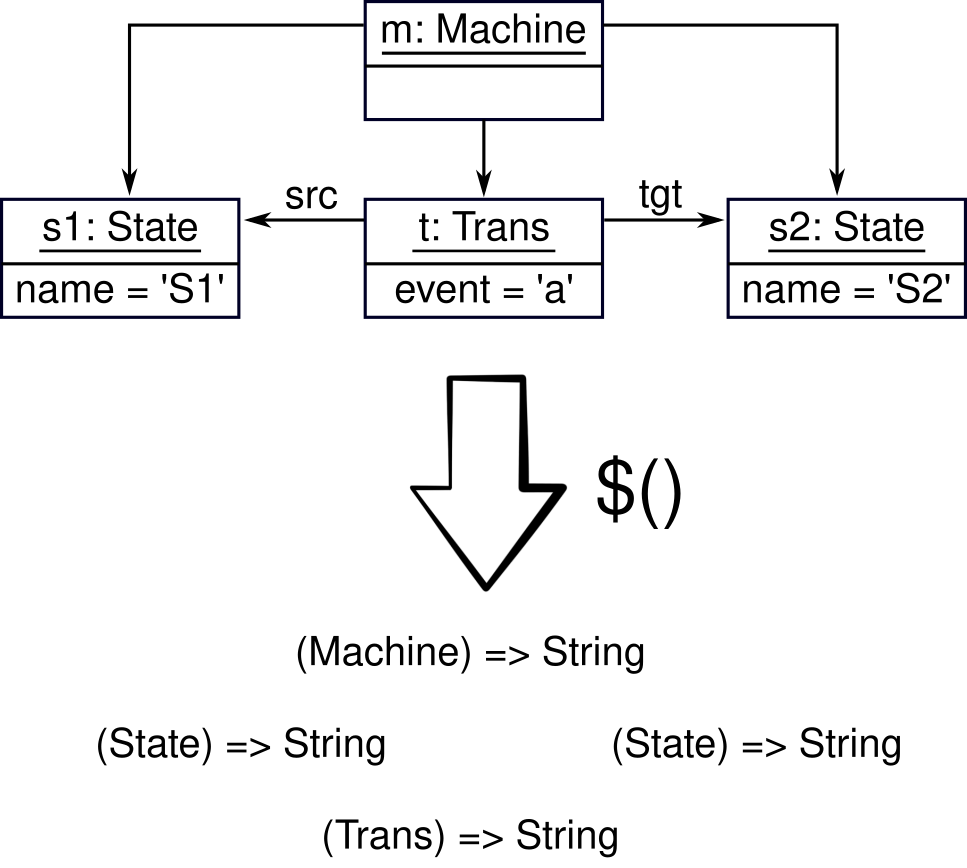 m: Machine
src
tgt
s1: State
t: Trans
s2: State
name = 'S1'
event = 'a'
name = 'S2'
$()
(Machine) => String
(State) => String
(State) => String
(Trans) => String